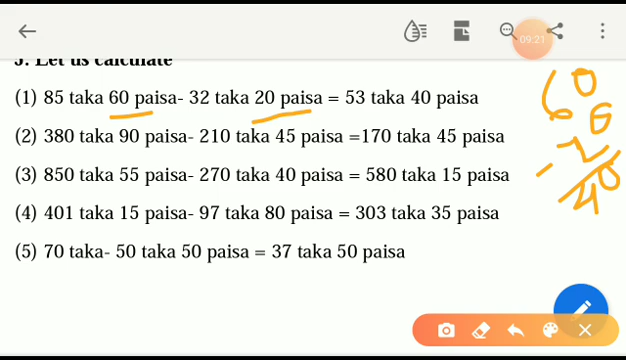 09:21
3. Let us calculate
(1) 85 taka 60 paisa- 32 taka 20 paisa = 53 taka 40 paisa
(2) 380 taka 90 paisa- 210 taka 45 paisa =170 taka 45 paisa
(3) 850 taka 55 paisa- 270 taka 40 paisa = 580 taka 15 paisa
(4) 401 taka 15 paisa- 97 taka 80 paisa = 303 taka 35 paisa
(5) 70 taka- 50 taka 50 paisa = 37 taka 50 paisa
60
40